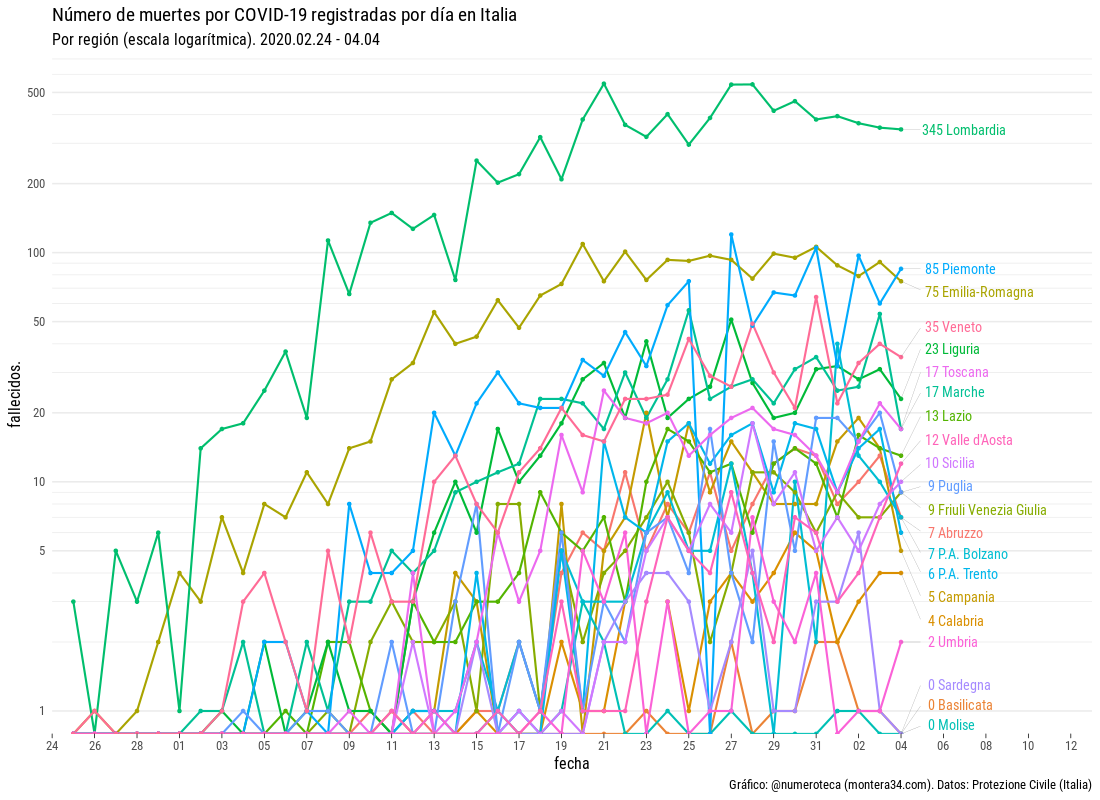 Número de muertes por COVID-19 registradas por día en Italia
Por región (escala logarítmica). 2020.02.24 - 04.04
fallecidos.
500
200
100
50
20
10
5
1
345 Lombardia
85 Piemonte
75 Emilia-Romagna
35 Veneto
23 Liguria
17 Toscana
17 Marche
13 Lazio
12 Valle d'Aosta
10 Sicilia
9 Puglia
9 Friuli Venezia Giulia
7 Abruzzo
7 P.A. Bolzano
6 P.A. Trento
5 Campania
4 Calabria
2 Umbria
0 Sardegna
0 Basilicata
0 Molise
24 26 28 01 03 05 07 09 11 13 15 17 19 21 23 25 27 29 31 02 04 06 08 10 12
fecha
Gráfico: @numeroteca (montera34.com). Datos: Protezione Civile (Italia)